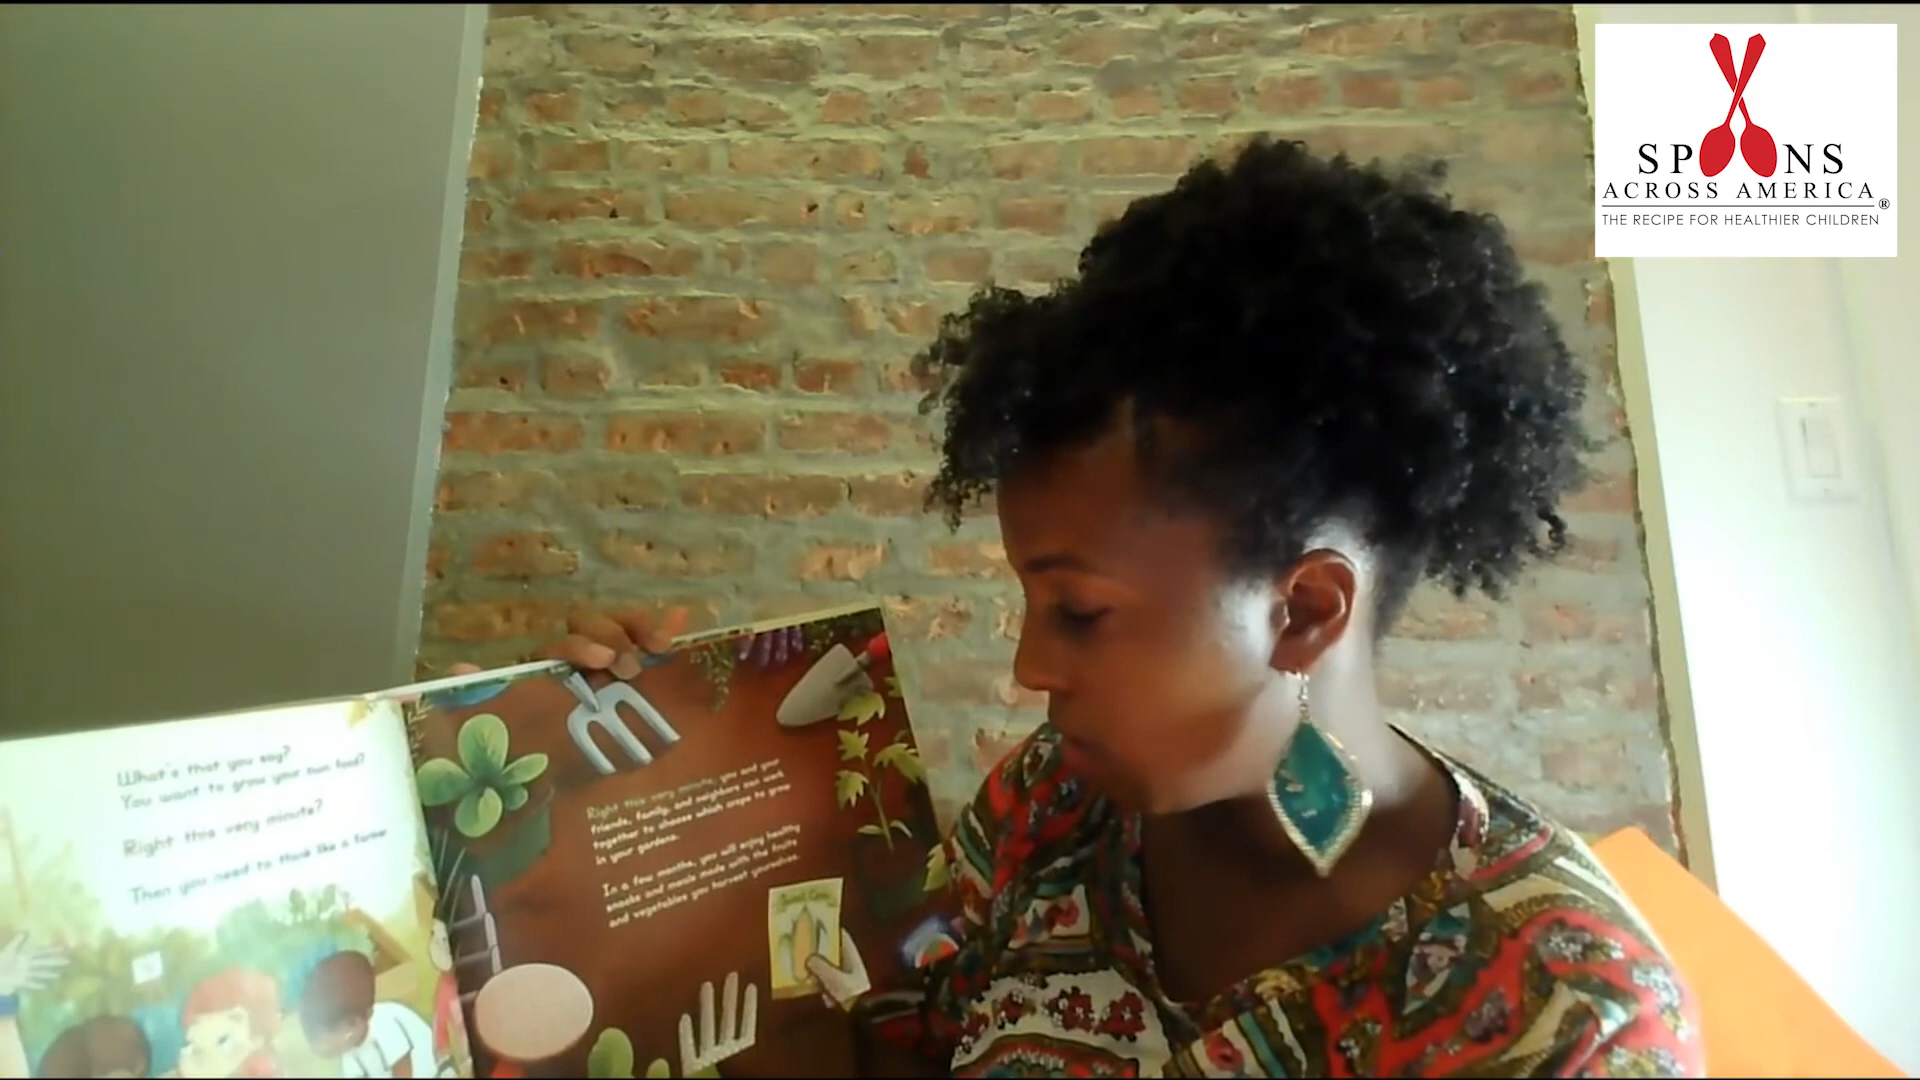 SPOONS
ACROSS AMERICA®
THE RECIPE FOR HEALTHIER CHILDREN
What's that you say?
You want to grow your own food?
Right this very minute?
Then you need to think like a farmer
Right this very minute, you and your
friends, family, and neighbors can work
together to choose which crops to grow
in your gardens.
In a few months, you will enjoy healthy
snacks and meals made with the fruits
and vegetables you harvest yourselves.
Sweet Corn